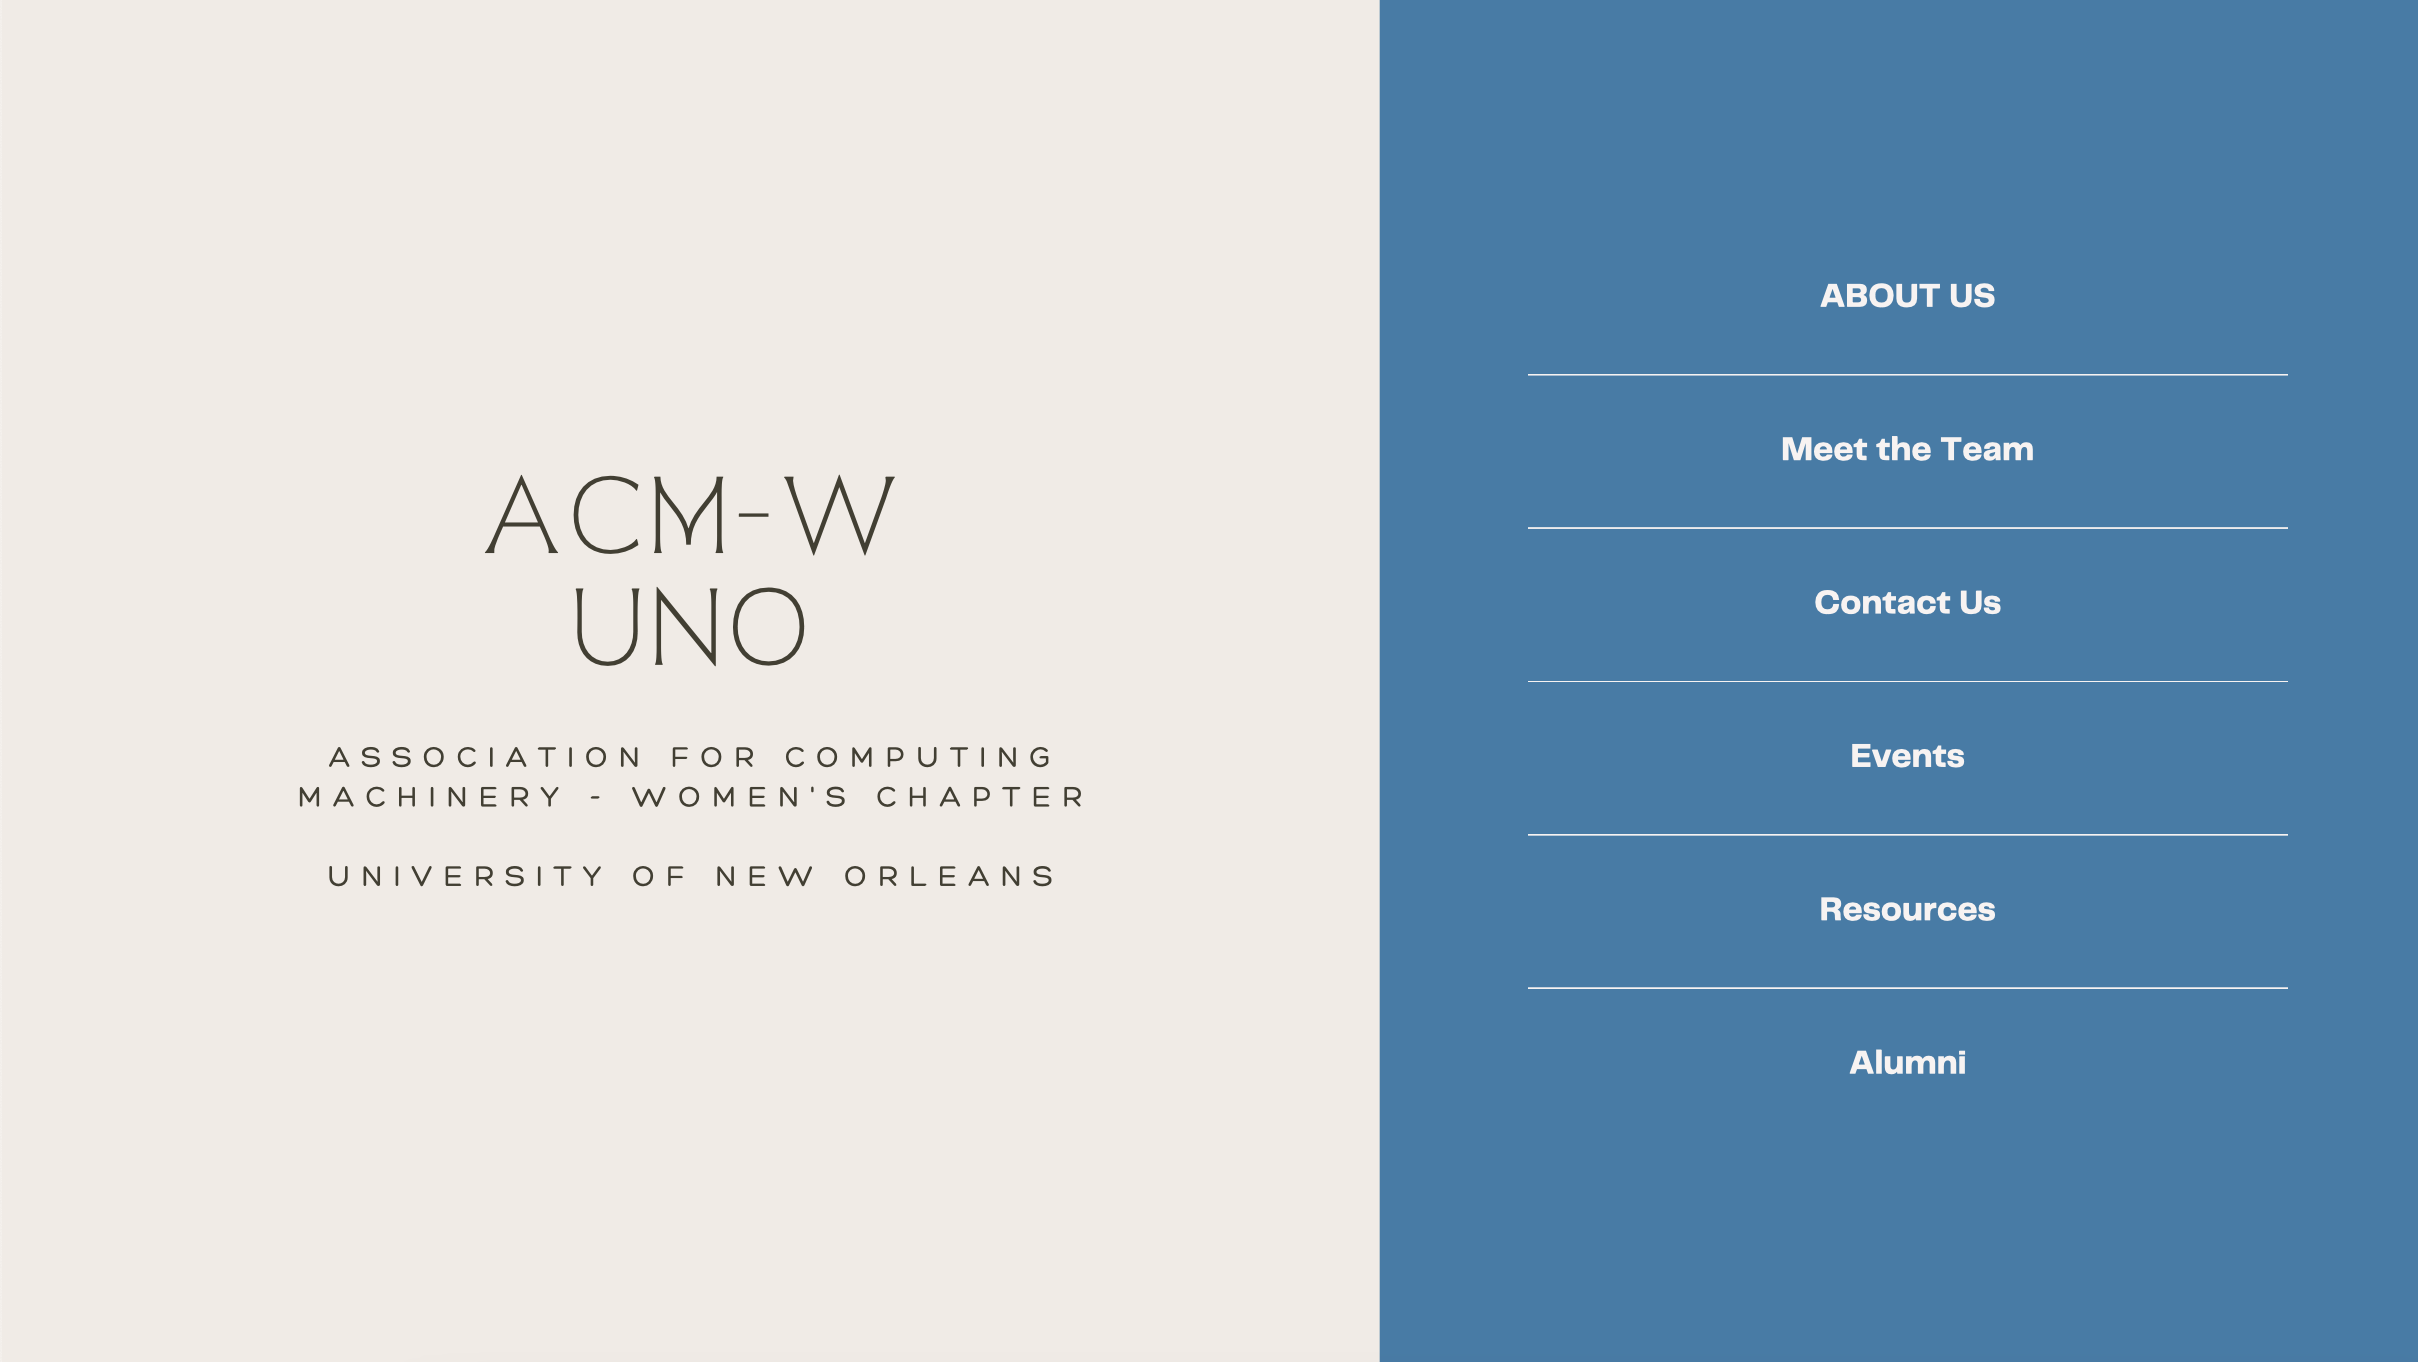 ACM-W
UNO
ASSOCIATION FOR COMPUTING
MACHINERY - WOMEN'S CHAPTER
UNIVERSITY OF NEW ORLEANS
ABOUT US
Meet the Team
Contact Us
Events
Resources
Alumni